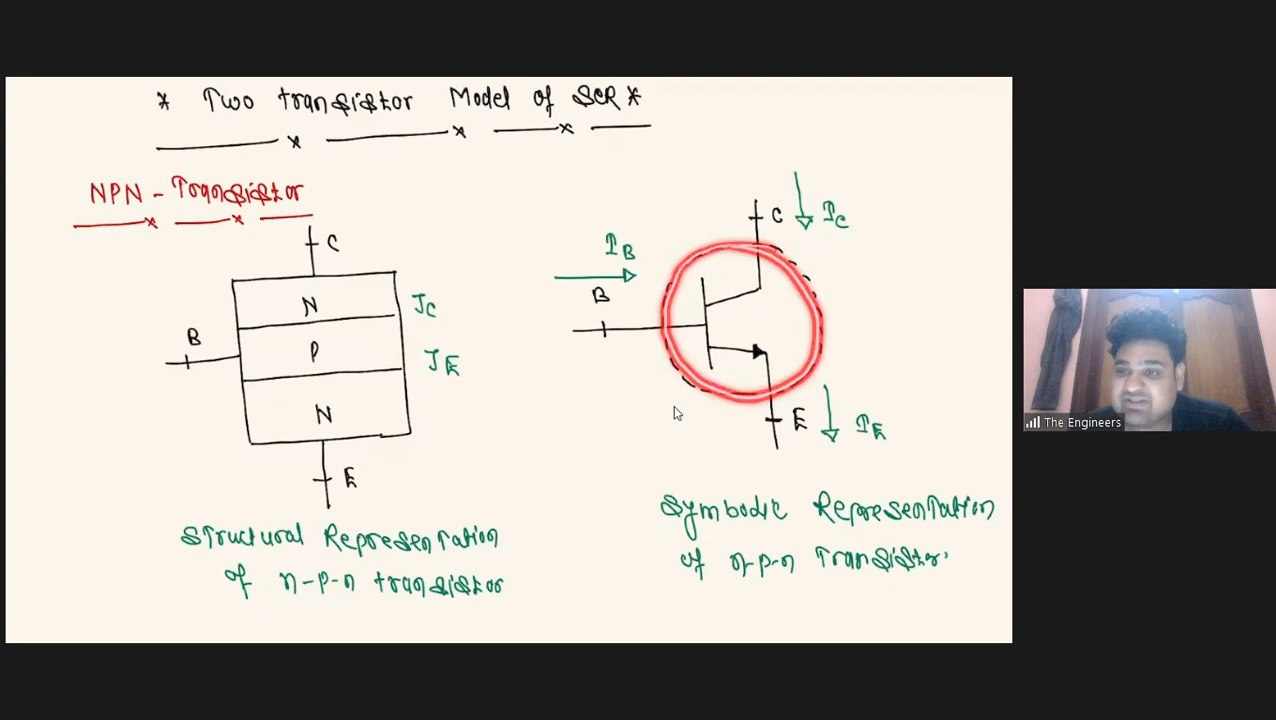 * Two transistor Model of SCR *
NPN - Transistor
C
N
B
P
N
E
JC
JE
IB
B
C
IC
E
IE
Structural Representation
of n-p-n transistor
Symbolic Representation
of n-p-n Transistor
The Engineers